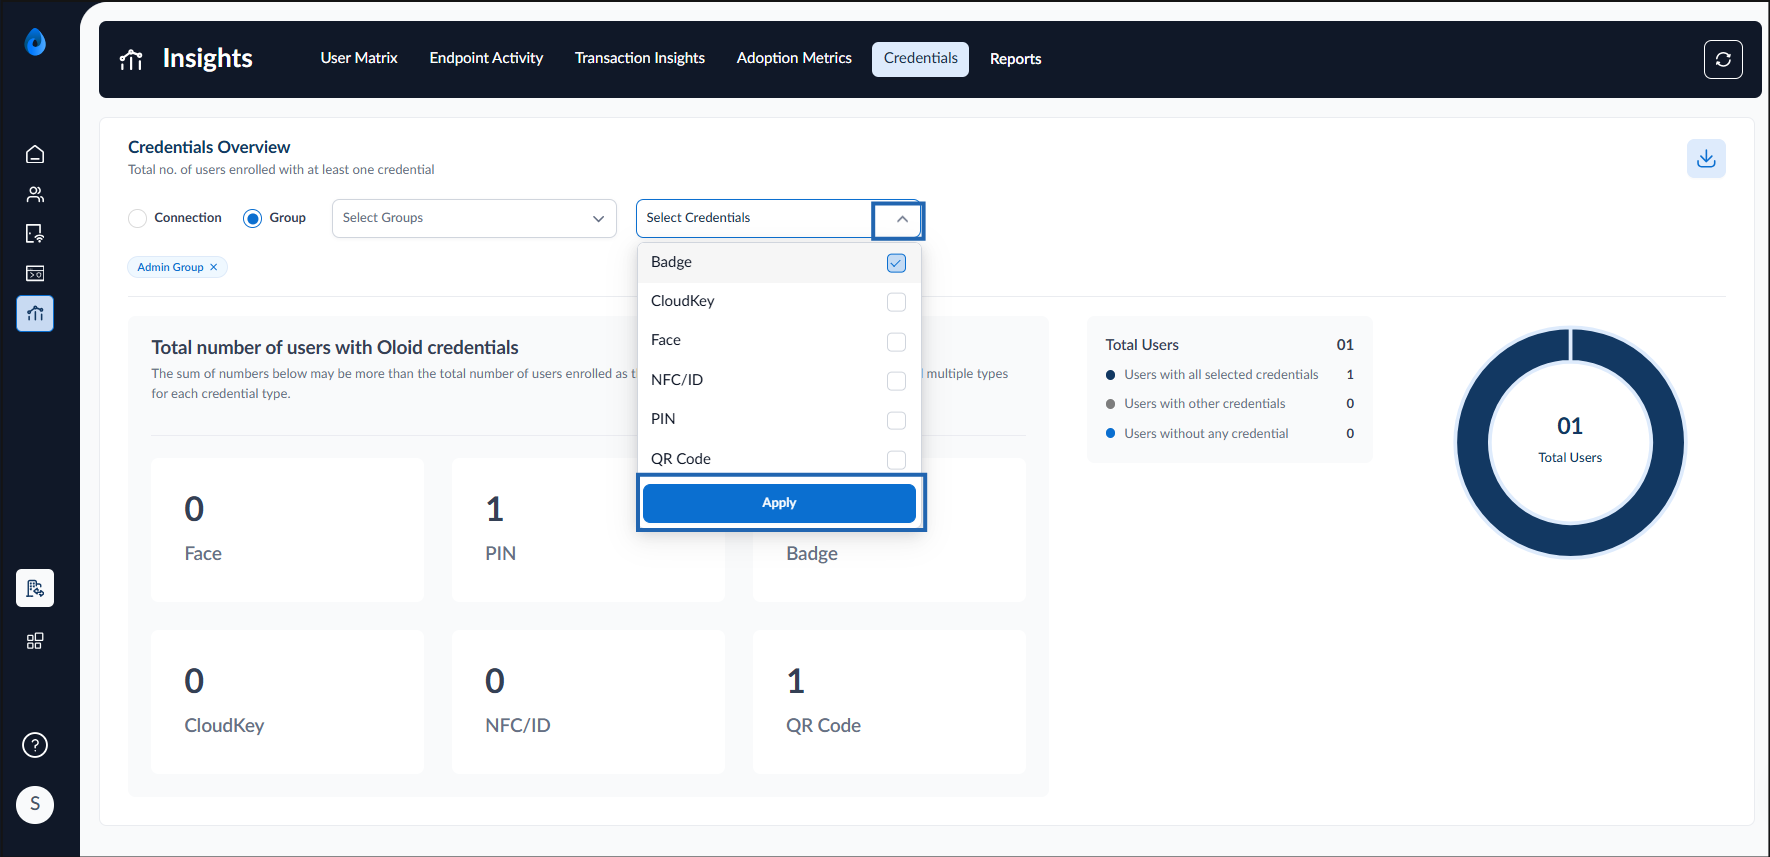 Insights
User Matrix
Endpoint Activity
Transaction Insights
Adoption Metrics
Credentials
Reports
Credentials Overview
Total no. of users enrolled with at least one credential
Connection
Group
Select Groups
Select Credentials
Admin Group ×
Badge
CloudKey
Face
NFC/ID
PIN
QR Code
Apply
Total number of users with Oloid credentials
The sum of numbers below may be more than the total number of users enrolled as multiple types
for each credential type.
0
Face
1
PIN
Badge
0
CloudKey
0
NFC/ID
1
QR Code
Total Users 01
Users with all selected credentials 1
Users with other credentials 0
Users without any credential 0
01
Total Users
?
S